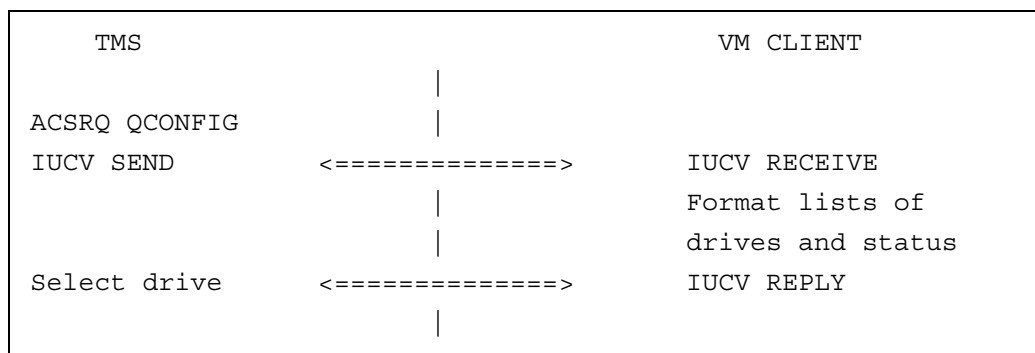 TMS VM CLIENT
|
ACSRQ QCONFIG |
IUCV SEND <==============> IUCV RECEIVE
| Format lists of
| drives and status
Select drive <==============> IUCV REPLY
|